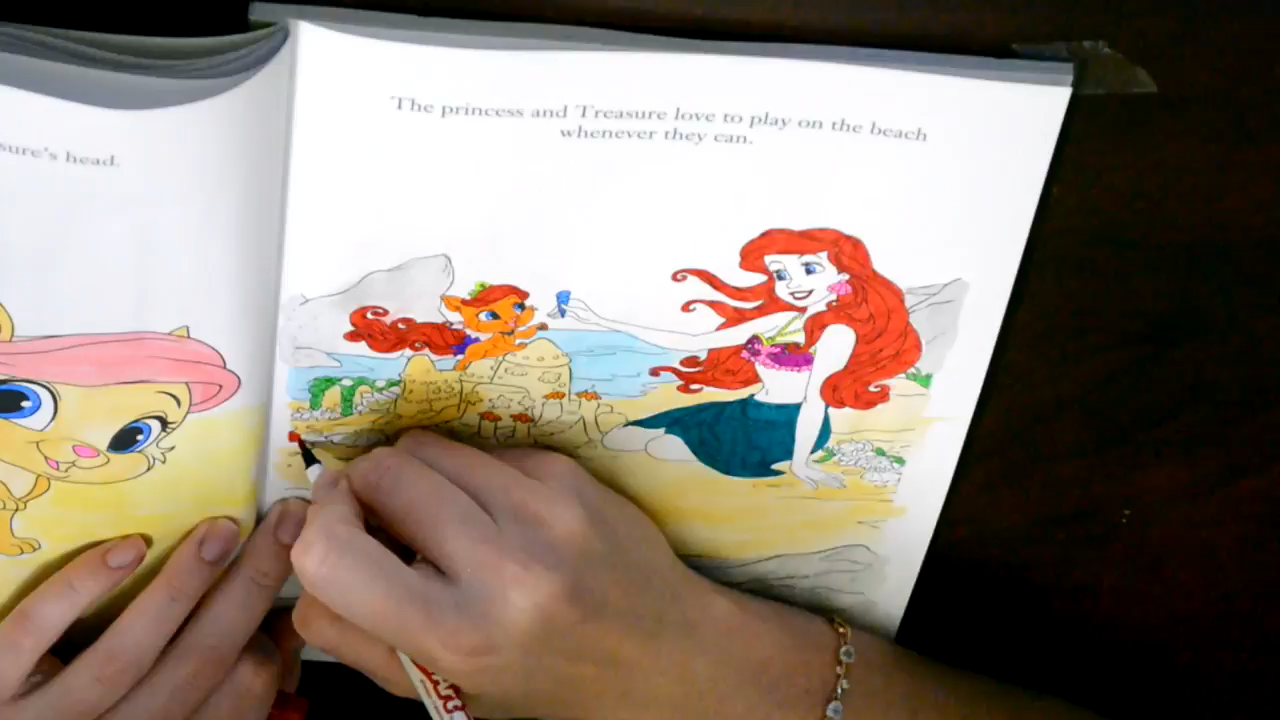 sure's head.
The princess and Treasure love to play on the beach
whenever they can.